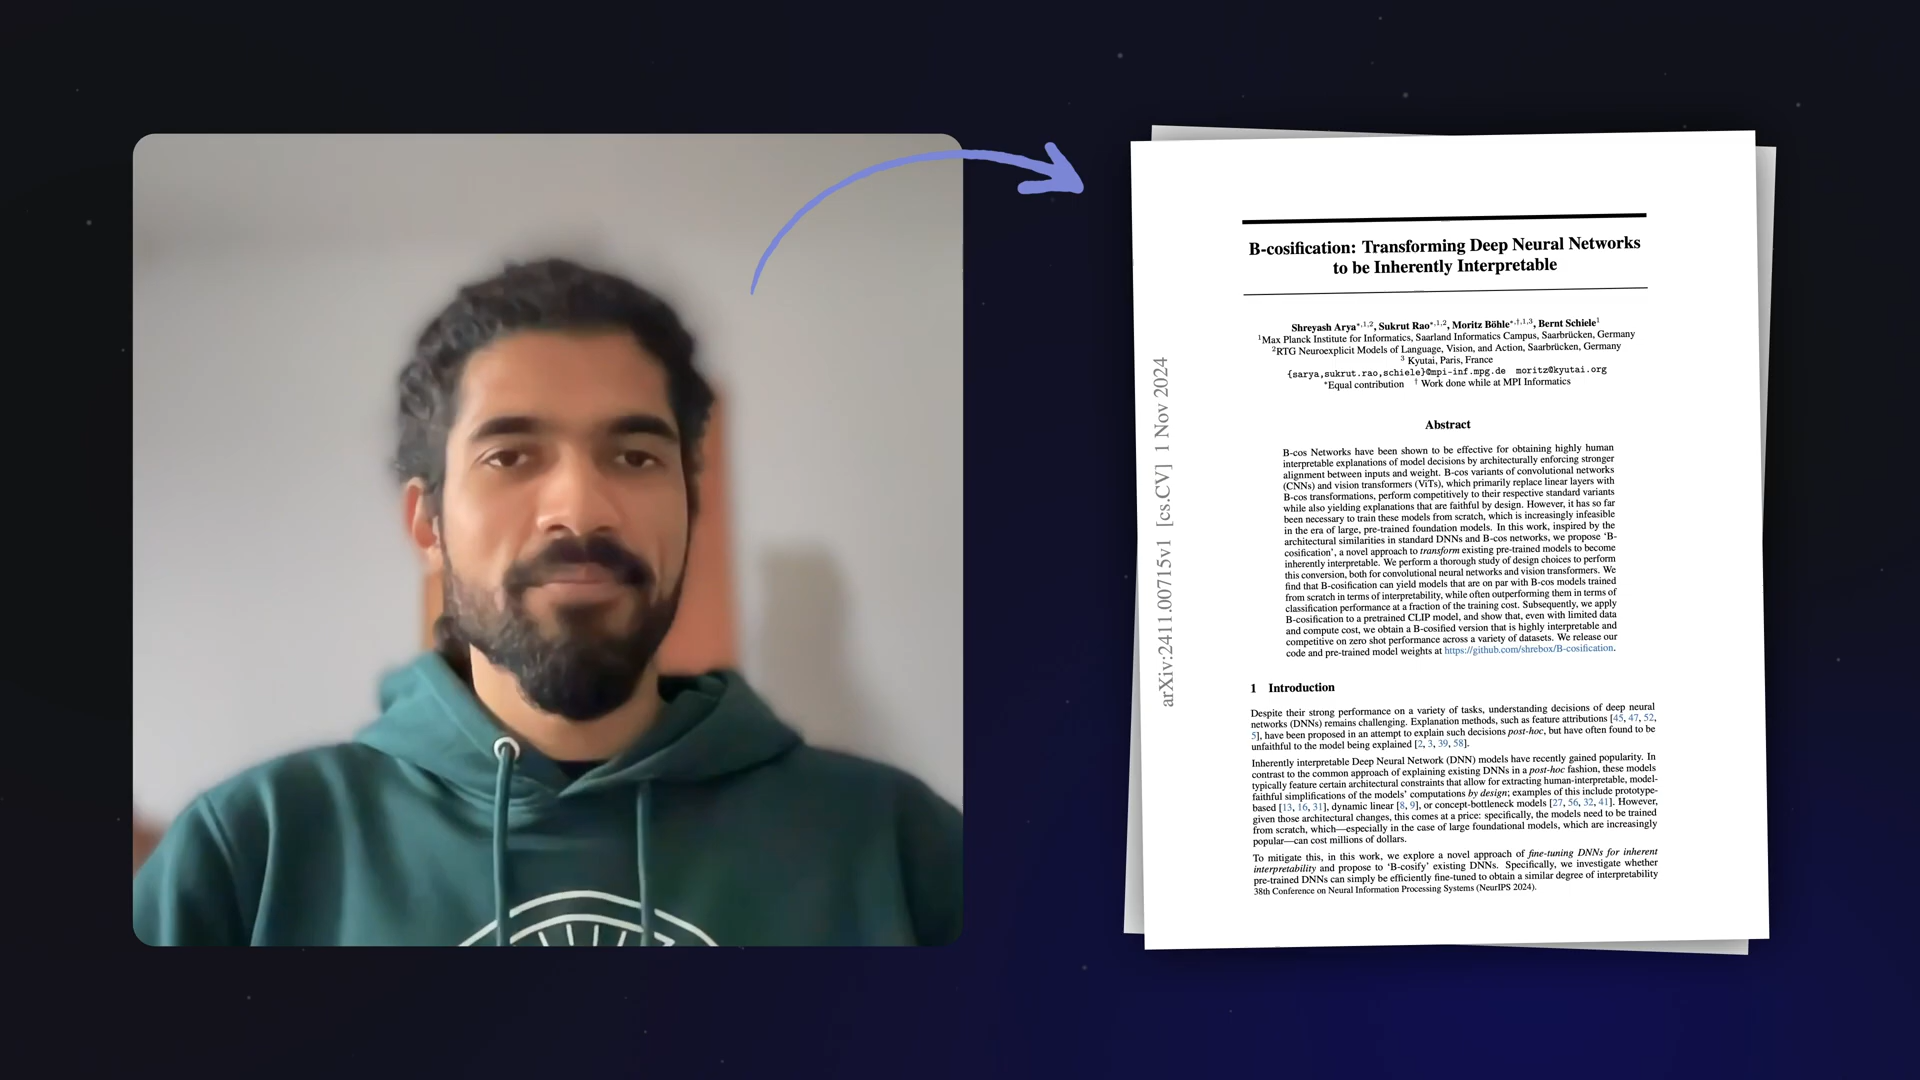 B-cosification: Transforming Deep Neural Networks
to be Inherently Interpretable
Shreyash Arya*,1,2, Sukrut Rao*,1,2, Moritz Böhle*,†,1,3, Bernt Schiele1
1Max Planck Institute for Informatics, Saarland Informatics Campus, Saarbrücken, Germany
2RTG Neuroexplicit Models of Language, Vision, and Action, Saarbrücken, Germany
3 Kyutai, Paris, France
{sarya,sukrut.rao,schiele}@mpi-inf.mpg.de moritz@kyutai.org
*Equal contribution † Work done while at MPI Informatics
Abstract
B-cos Networks have been shown to be effective for obtaining highly human
interpretable explanations of model decisions by architecturally enforcing stronger
alignment between inputs and weight. B-cos variants of convolutional networks
(CNNs) and vision transformers (ViTs), which primarily replace linear layers with
B-cos transformations, perform competitively to their respective standard variants
while also yielding explanations that are faithful by design. However, it has so far
been necessary to train these models from scratch, which is increasingly infeasible
in the era of large, pre-trained foundation models. In this work, inspired by the
architectural similarities in standard DNNs and B-cos networks, we propose ‘B-
cosification’, a novel approach to transform existing pre-trained models to become
inherently interpretable. We perform a thorough study of design choices to perform
this conversion, both for convolutional neural networks and vision transformers. We
find that B-cosification can yield models that are on par with B-cos models trained
from scratch in terms of interpretability, while often outperforming them in terms of
classification performance at a fraction of the training cost. Subsequently, we apply
B-cosification to a pretrained CLIP model, and show that, even with limited data
and compute cost, we obtain a B-cosified version that is highly interpretable and
competitive on zero shot performance across a variety of datasets. We release our
code and pre-trained model weights at https://github.com/shrebox/B-cosification.
1 Introduction
Despite their strong performance on a variety of tasks, understanding decisions of deep neural
networks (DNNs) remains challenging. Explanation methods, such as feature attributions [45, 47, 52,
5], have been proposed in an attempt to explain such decisions post-hoc, but have often found to be
unfaithful to the model being explained [2, 3, 39, 58].
Inherently interpretable Deep Neural Network (DNN) models have recently gained popularity. In
contrast to the common approach of explaining existing DNNs in a post-hoc fashion, these models
typically feature certain architectural constraints that allow for extracting human-interpretable, model-
faithful simplifications of the models’ computations by design; examples of this include prototype-
based [13, 16, 31], dynamic linear [8, 9], or concept-bottleneck models [27, 56, 32, 41]. However,
given those architectural changes, this comes at a price: specifically, the models need to be trained
from scratch, which—especially in the case of large foundational models, which are increasingly
popular—can cost millions of dollars.
To mitigate this, in this work, we explore a novel approach of fine-tuning DNNs for inherent
interpretability and propose to ‘B-cosify’ existing DNNs. Specifically, we investigate whether
pre-trained DNNs can simply be efficiently fine-tuned to obtain a similar degree of interpretability
38th Conference on Neural Information Processing Systems (NeurIPS 2024).
arXiv:2411.00715v1 [cs.CV] 1 Nov 2024